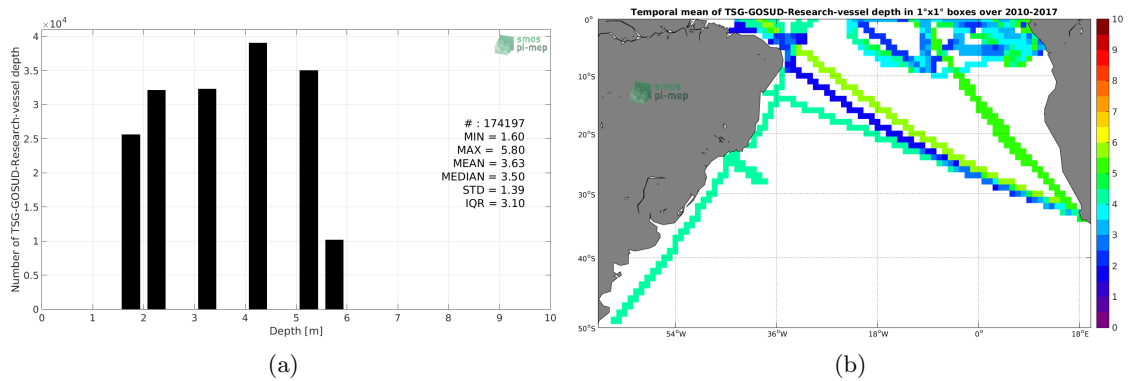 ×10⁴
4
3.5
3
2.5
2
1.5
1
0.5
0
Number of TSG-GOSUD-Research-vessel depth
smos
pi-mep
# : 174197
MIN = 1.60
MAX = 5.80
MEAN = 3.63
MEDIAN = 3.50
STD = 1.39
IQR = 3.10
0 1 2 3 4 5 6 7 8 9 10
Depth [m]
(a)
Temporal mean of TSG-GOSUD-Research-vessel depth in 1°x1° boxes over 2010-2017
0°
10°S
20°S
30°S
40°S
50°S
smos
pi-mep
54°W 36°W 18°W 0° 18°E
10
9
8
7
6
5
4
3
2
1
0
(b)